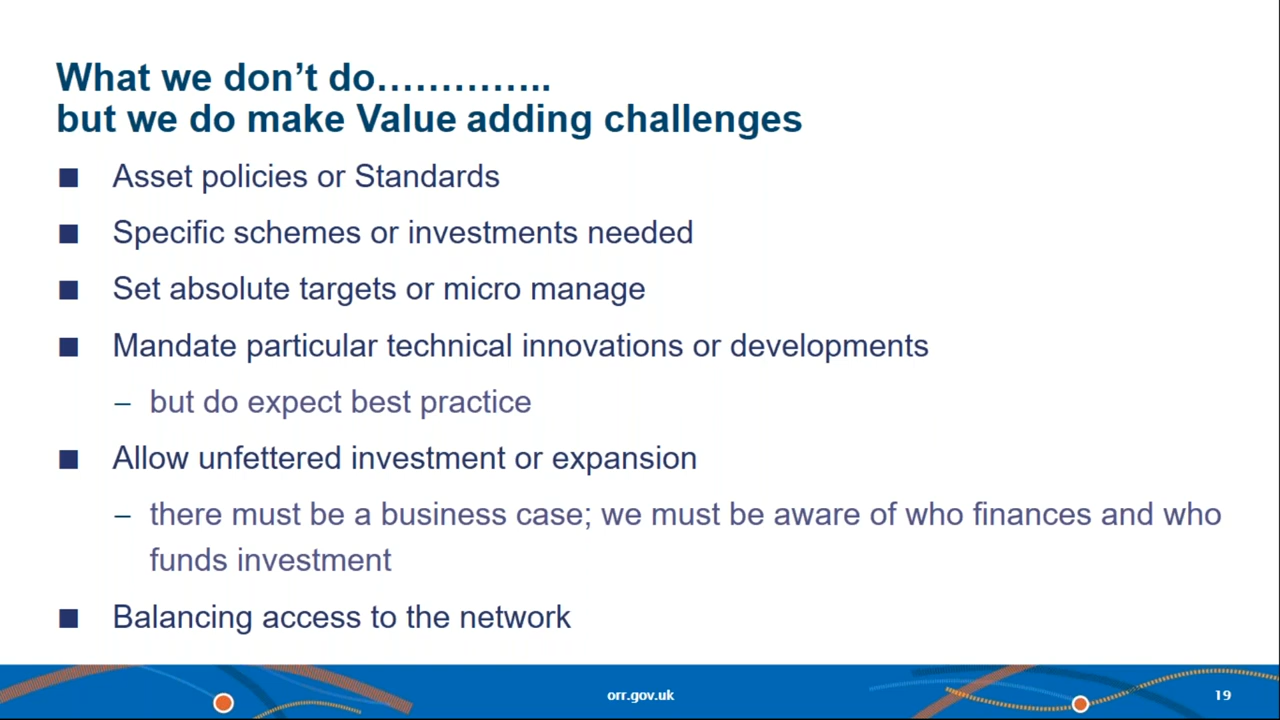 What we don’t do…………..
but we do make Value adding challenges
■ Asset policies or Standards
■ Specific schemes or investments needed
■ Set absolute targets or micro manage
■ Mandate particular technical innovations or developments
– but do expect best practice
■ Allow unfettered investment or expansion
– there must be a business case; we must be aware of who finances and who
funds investment
■ Balancing access to the network
orr.gov.uk
19